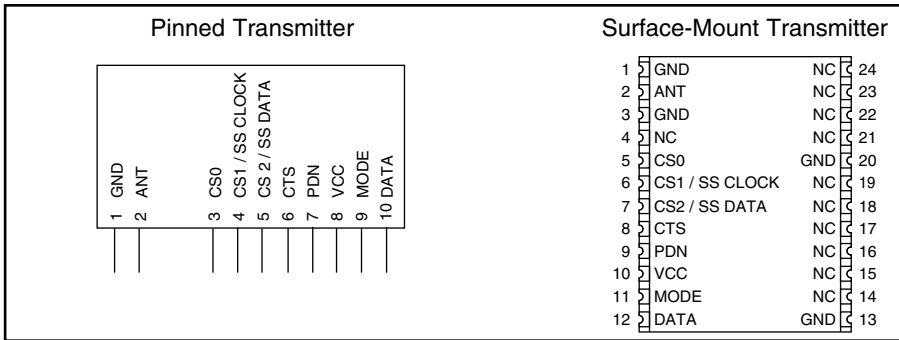 Pinned Transmitter
1 GND
2 ANT
3 CS0
4 CS1 / SS CLOCK
5 CS 2 / SS DATA
6 CTS
7 PDN
8 VCC
9 MODE
10 DATA
Surface-Mount Transmitter
1 GND NC 24
2 ANT NC 23
3 GND NC 22
4 NC NC 21
5 CS0 GND 20
6 CS1 / SS CLOCK NC 19
7 CS2 / SS DATA NC 18
8 CTS NC 17
9 PDN NC 16
10 VCC NC 15
11 MODE NC 14
12 DATA GND 13